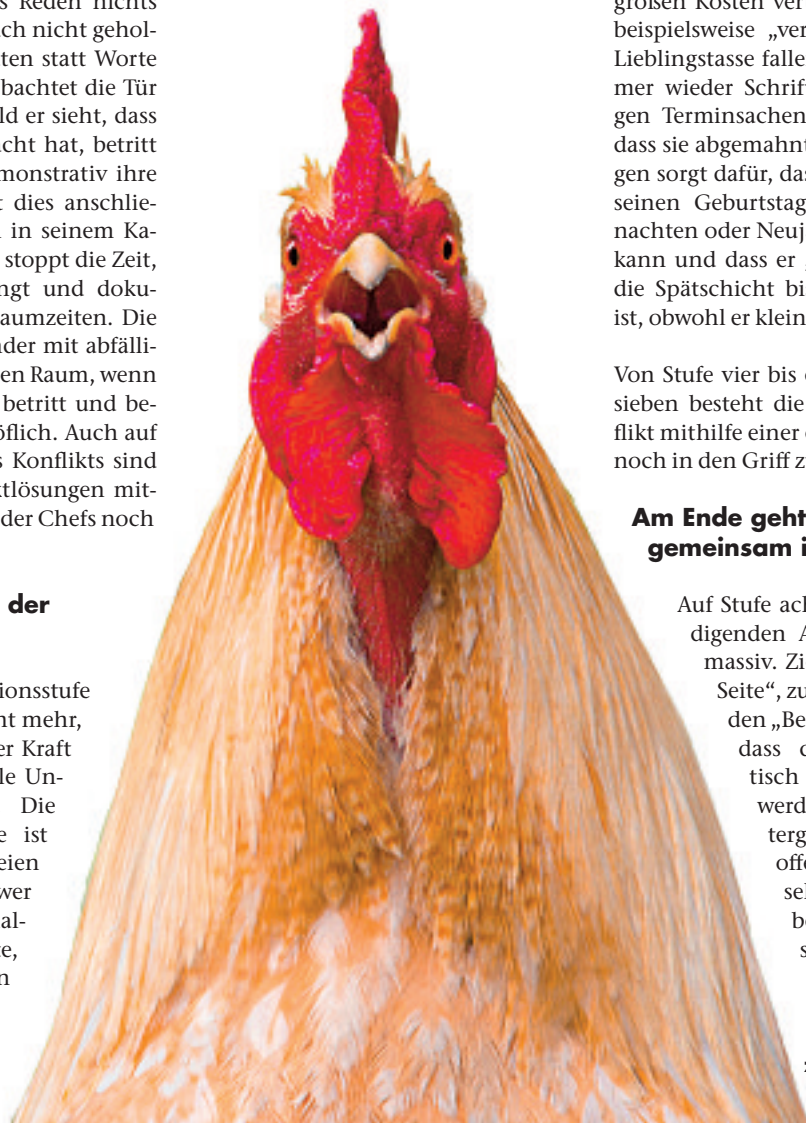 Reden nichts
nicht gehol-
ten statt Worte
bachtet die Tür
ld er sieht, dass
cht hat, betritt
monstrativ ihre
t dies anschlie-
in seinem Ka-
stoppt die Zeit,
ngt und doku-
aumzeiten. Die
nder mit abfälli-
en Raum, wenn
betritt und be-
öflich. Auch auf
s Konflikts sind
ktlösungen mit-
der Chefs noch
der
ionsstufe
nt mehr,
er Kraft
le Un-
Die
e ist
eien
wer
al-
te,
n
großen Kosten ver
beispielsweise „ver
Lieblingstasse falle
mer wieder Schrift
gen Terminsachen
dass sie abgemahnt
gen sorgt dafür, das
seinen Geburtstag
nachten oder Neuj
kann und dass er
die Spätschicht bi
ist, obwohl er klein
Von Stufe vier bis
sieben besteht die
flikt mithilfe einer
noch in den Griff z
Am Ende geht
gemeinsam i
Auf Stufe ach
digenden A
massiv. Zi
Seite“, zu
den „Be
dass d
tisch
werd
terg
offe
sel
be
s